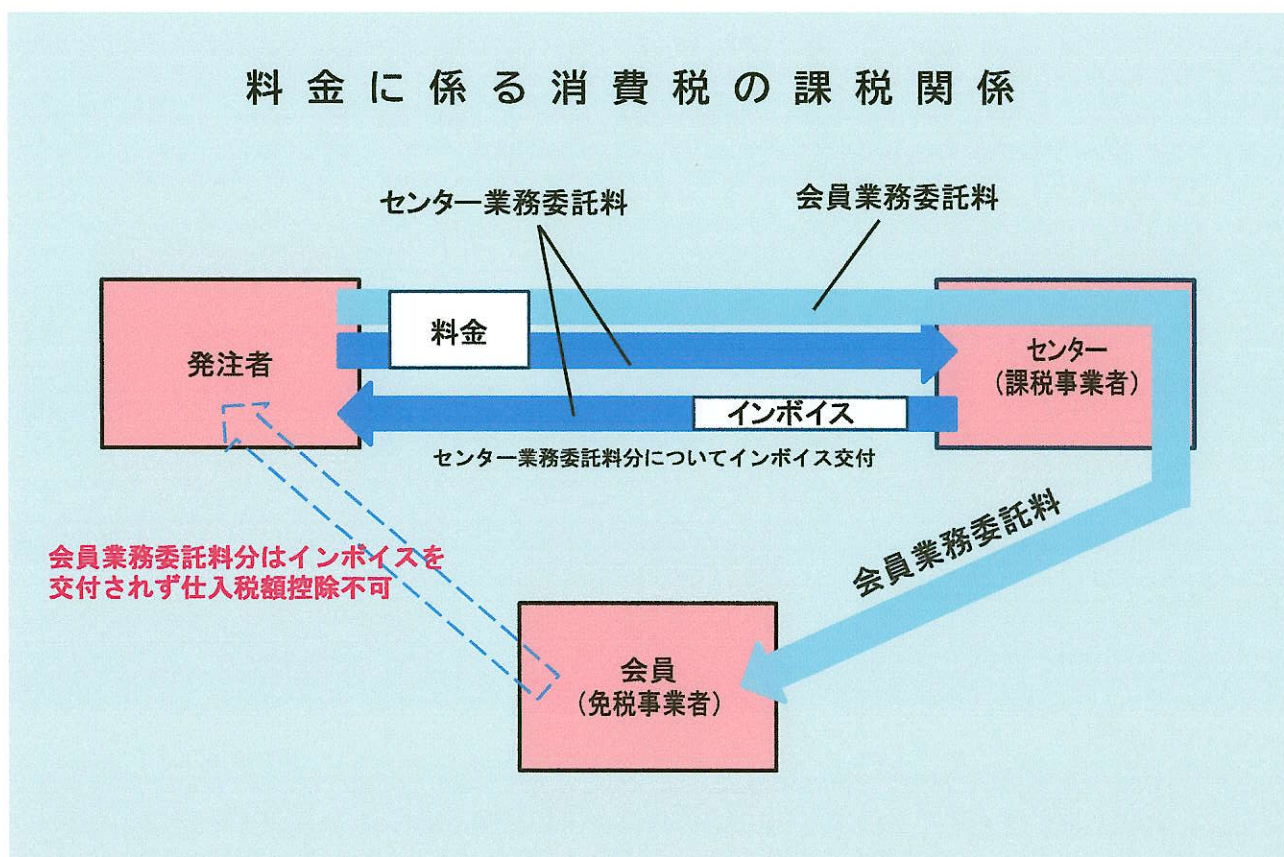 料金に係る消費税の課税関係
センター業務委託料
会員業務委託料
発注者
料金
センター
（課税事業者）
インボイス
センター業務委託料分についてインボイス交付
会員業務委託料
会員業務委託料分はインボイスを
交付されず仕入税額控除不可
会員
（免税事業者）